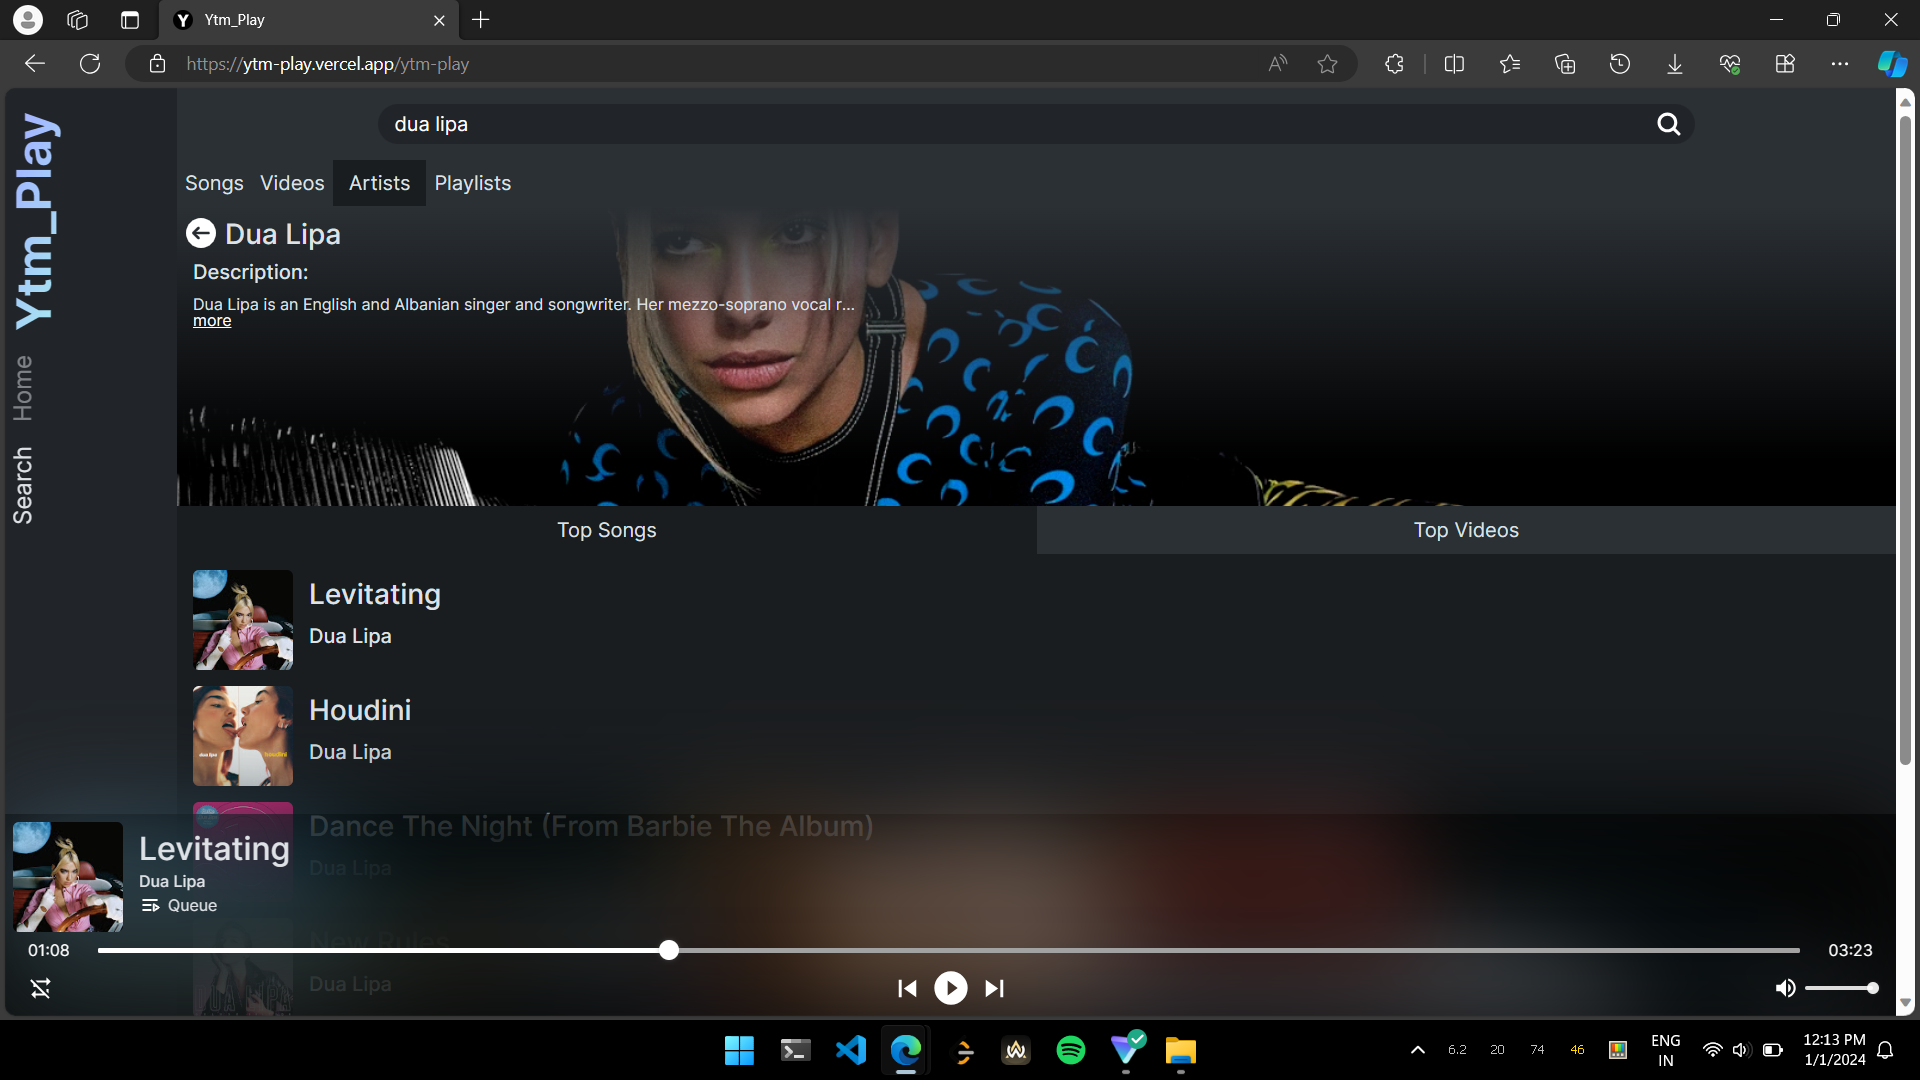 Ytm_Play
https://ytm-play.vercel.app/ytm-play
Ytm_Play
Home
Search
dua lipa
Songs Videos Artists Playlists
Dua Lipa
Description:
Dua Lipa is an English and Albanian singer and songwriter. Her mezzo-soprano vocal r...
more
Top Songs Top Videos
Levitating
Dua Lipa
Houdini
Dua Lipa
Dance The Night (From Barbie The Album)
Dua Lipa
New Rules
Dua Lipa
DUA LIPA
Levitating
Dua Lipa
Queue
01:08 03:23
6.2 20 74 46
ENG
IN
12:13 PM
1/1/2024